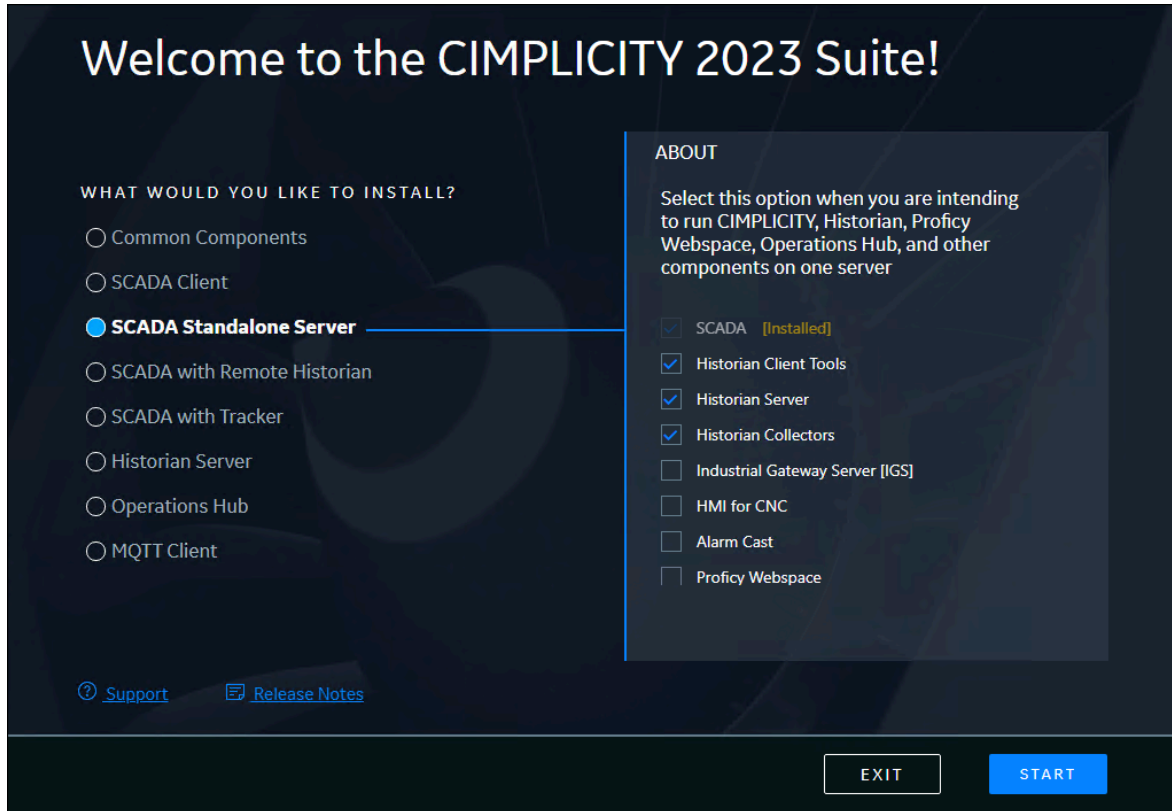 Welcome to the CIMPLICITY 2023 Suite!
WHAT WOULD YOU LIKE TO INSTALL?
Common Components
SCADA Client
SCADA Standalone Server
SCADA with Remote Historian
SCADA with Tracker
Historian Server
Operations Hub
MQTT Client
ABOUT
Select this option when you are intending
to run CIMPLICITY, Historian, Proficy
Webspace, Operations Hub, and other
components on one server
SCADA [Installed]
Historian Client Tools
Historian Server
Historian Collectors
Industrial Gateway Server [IGS]
HMI for CNC
Alarm Cast
Proficy Webspace
Support
Release Notes
EXIT
START